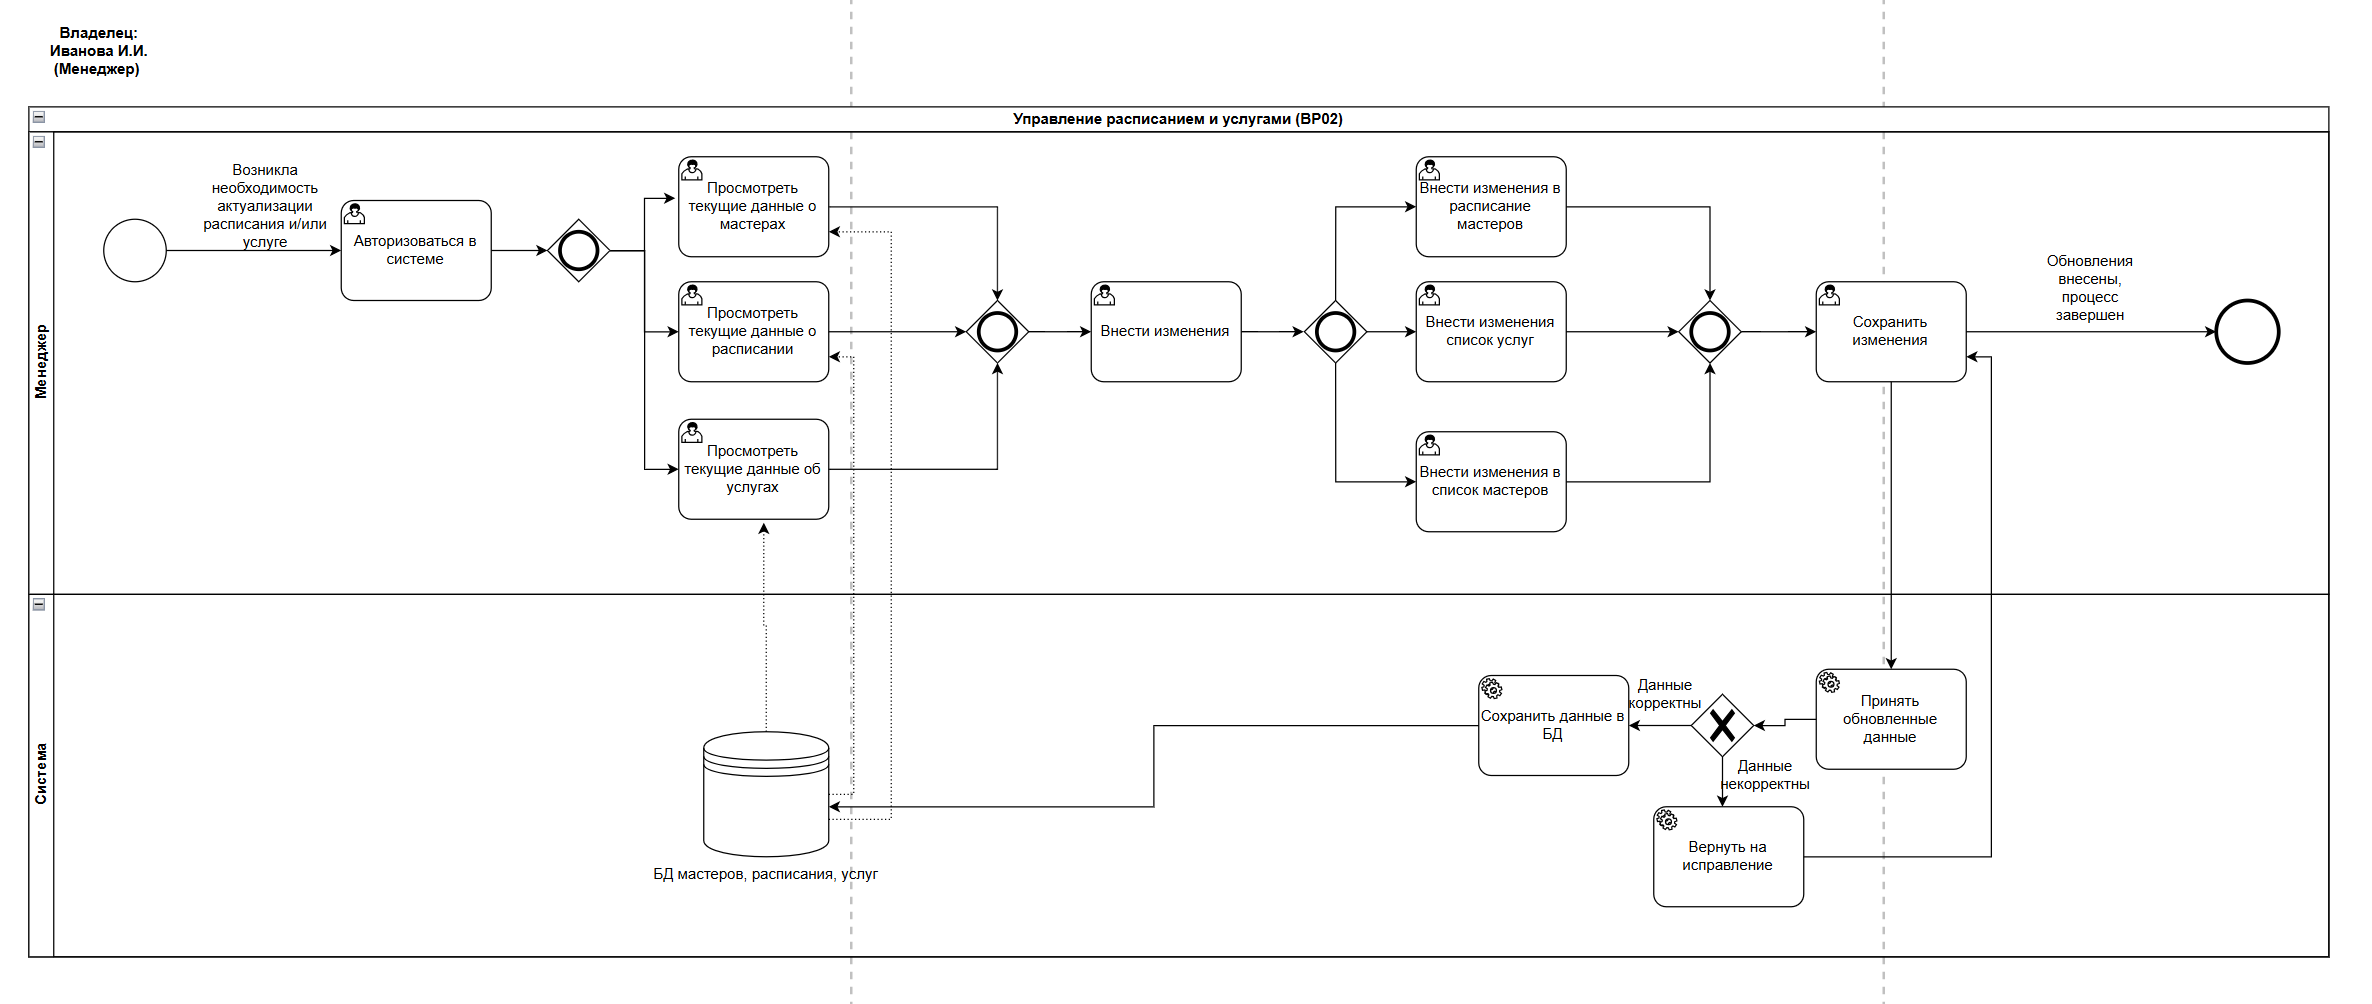 Владелец:
Иванова И.И.
(Менеджер)
Управление расписанием и услугами (BP02)
Менеджер
Возникла
необходимость
актуализации
расписания и/или
услуге
Авторизоваться в
системе
Просмотреть
текущие данные о
мастерах
Просмотреть
текущие данные о
расписании
Просмотреть
текущие данные об
услугах
Внести изменения
Внести изменения в
расписание
мастеров
Внести изменения
список услуг
Внести изменения в
список мастеров
Сохранить
изменения
Обновления
внесены,
процесс
завершен
Система
БД мастеров, расписания, услуг
Сохранить данные в
БД
Данные
корректны
Данные
некорректны
Принять
обновленные
данные
Вернуть на
исправление